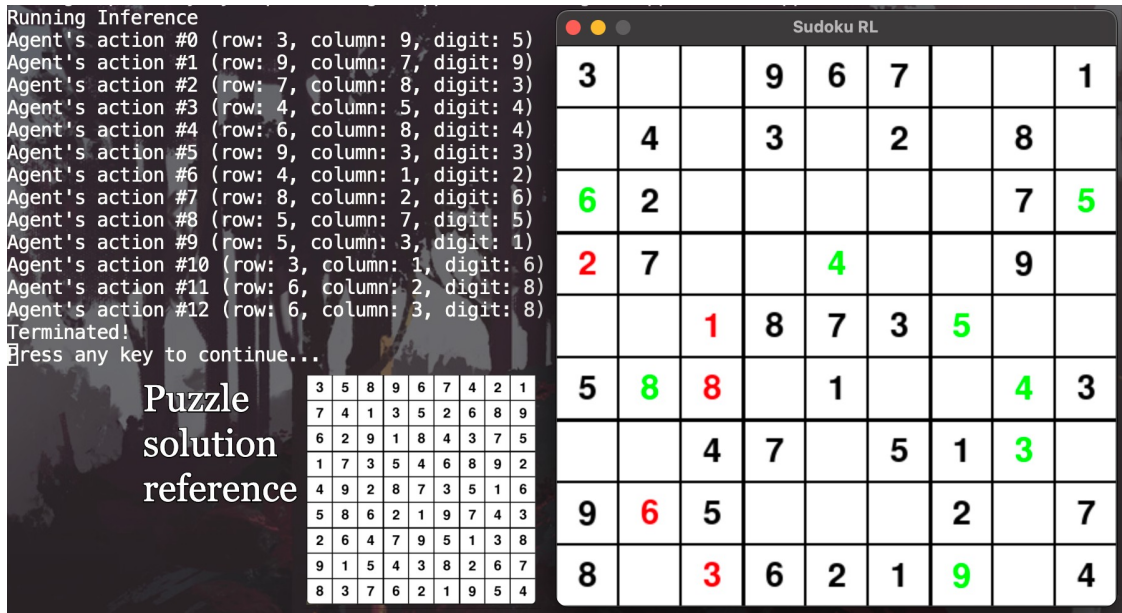 Running Inference
Agent's action #0 (row: 3, column: 9, digit: 5)
Agent's action #1 (row: 9, column: 7, digit: 9)
Agent's action #2 (row: 7, column: 8, digit: 3)
Agent's action #3 (row: 4, column: 5, digit: 4)
Agent's action #4 (row: 6, column: 8, digit: 4)
Agent's action #5 (row: 9, column: 3, digit: 3)
Agent's action #6 (row: 4, column: 1, digit: 2)
Agent's action #7 (row: 8, column: 2, digit: 6)
Agent's action #8 (row: 5, column: 7, digit: 5)
Agent's action #9 (row: 5, column: 3, digit: 1)
Agent's action #10 (row: 3, column: 1, digit: 6)
Agent's action #11 (row: 6, column: 2, digit: 8)
Agent's action #12 (row: 6, column: 3, digit: 8)
Terminated!
Press any key to continue...
Puzzle
solution
reference
3 5 8 9 6 7 4 2 1
7 4 1 3 5 2 6 8 9
6 2 9 1 8 4 3 7 5
1 7 3 5 4 6 8 9 2
4 9 2 8 7 3 5 1 6
5 8 6 2 1 9 7 4 3
2 6 4 7 9 5 1 3 8
9 1 5 4 3 8 2 6 7
8 3 7 6 2 1 9 5 4
Sudoku RL
3 9 6 7 1
4 3 2 8
6 2 7 5
2 7 4 9
1 8 7 3 5
5 8 8 1 4 3
4 7 5 1 3
9 6 5 2 7
8 3 6 2 1 9 4